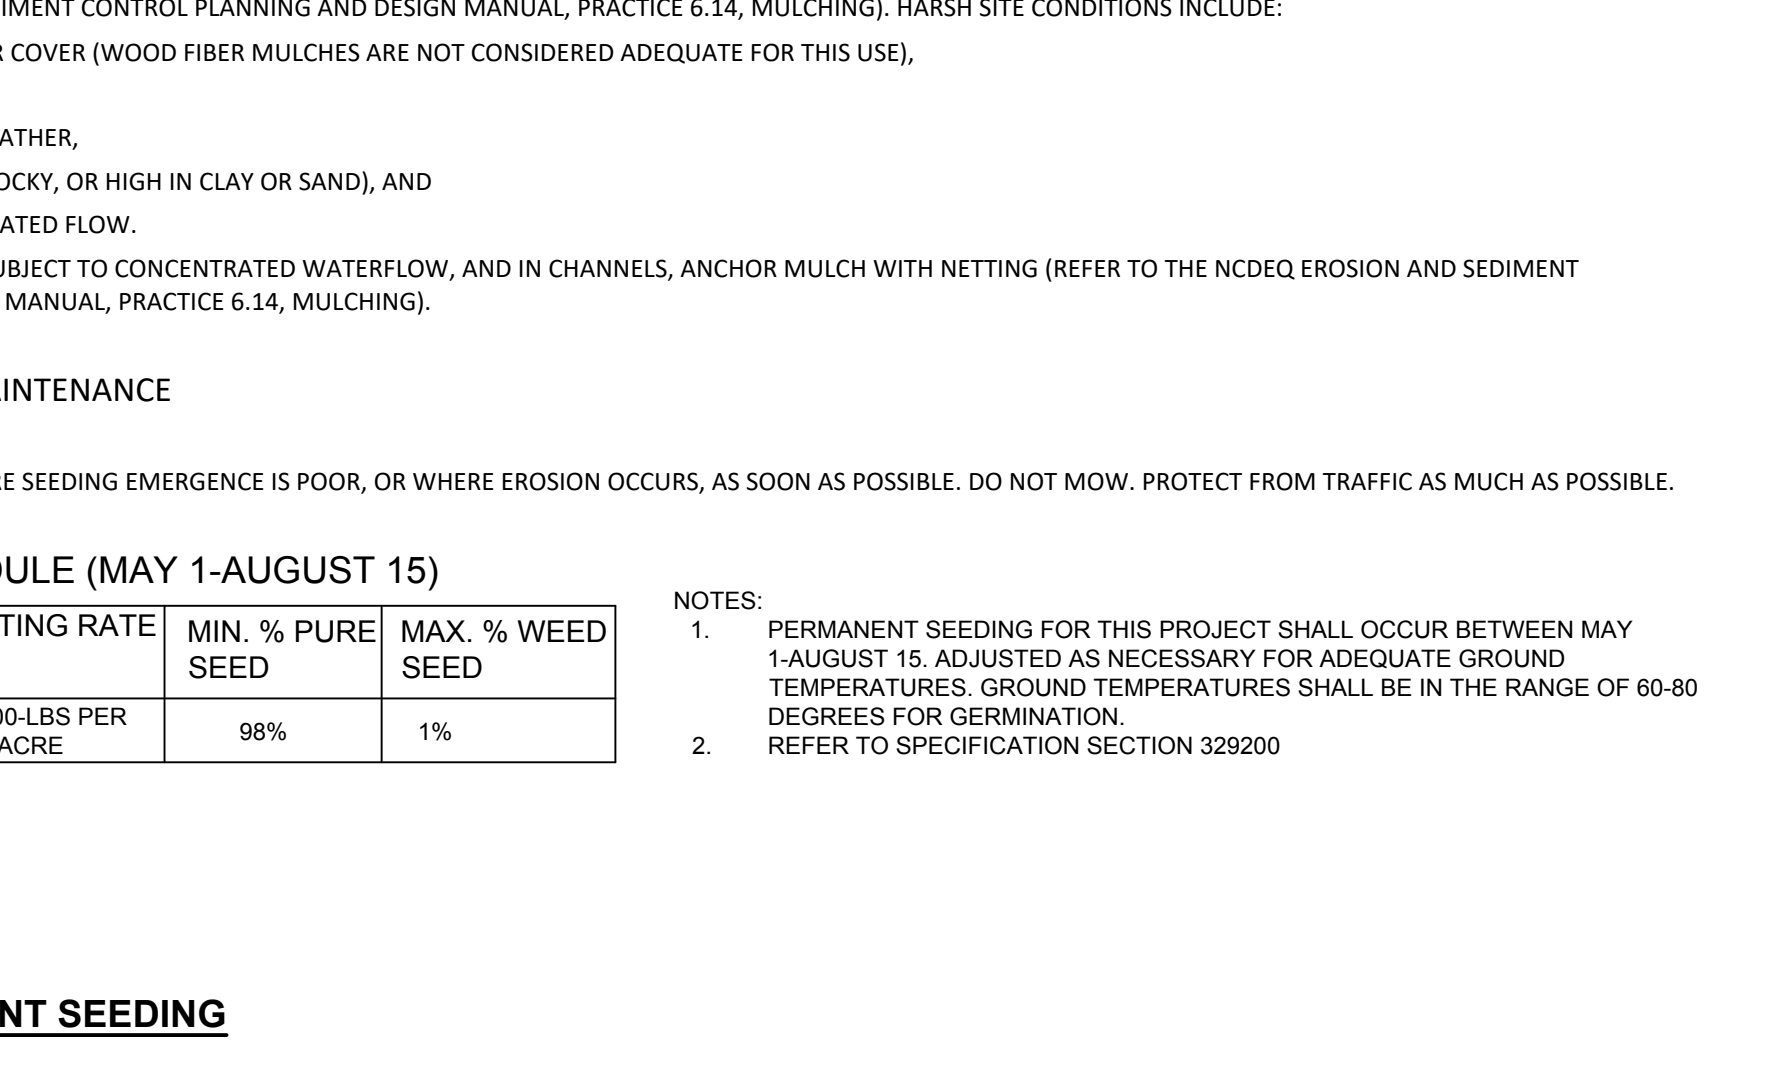 IMENT CONTROL PLANNING AND DESIGN MANUAL, PRACTICE 6.14, MULCHING). HARSH SITE CONDITIONS INCLUDE:
R COVER (WOOD FIBER MULCHES ARE NOT CONSIDERED ADEQUATE FOR THIS USE),
ATHER,
OCKY, OR HIGH IN CLAY OR SAND), AND
ATED FLOW.
UBJECT TO CONCENTRATED WATERFLOW, AND IN CHANNELS, ANCHOR MULCH WITH NETTING (REFER TO THE NCDEQ EROSION AND SEDIMENT
MANUAL, PRACTICE 6.14, MULCHING).
AINTENANCE
RE SEEDING EMERGENCE IS POOR, OR WHERE EROSION OCCURS, AS SOON AS POSSIBLE. DO NOT MOW. PROTECT FROM TRAFFIC AS MUCH AS POSSIBLE.
DULE (MAY 1-AUGUST 15)
TING RATE
MIN. % PURE
SEED
MAX. % WEED
SEED
00-LBS PER
ACRE
98%
1%
NOTES:
1. PERMANENT SEEDING FOR THIS PROJECT SHALL OCCUR BETWEEN MAY
1-AUGUST 15. ADJUSTED AS NECESSARY FOR ADEQUATE GROUND
TEMPERATURES. GROUND TEMPERATURES SHALL BE IN THE RANGE OF 60-80
DEGREES FOR GERMINATION.
2. REFER TO SPECIFICATION SECTION 329200
NT SEEDING